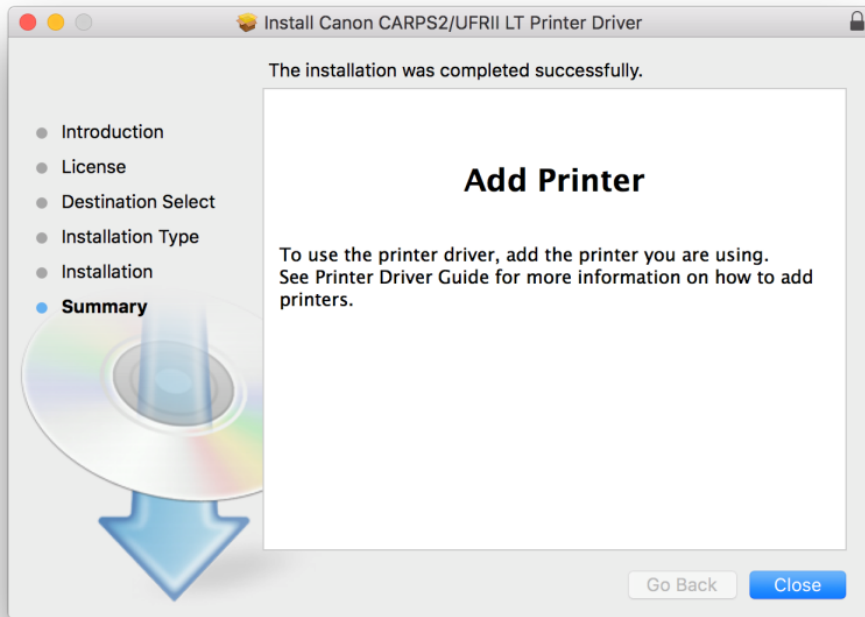 Install Canon CARPS2/UFRII LT Printer Driver
The installation was completed successfully.
Introduction
License
Destination Select
Installation Type
Installation
Summary
Add Printer
To use the printer driver, add the printer you are using.
See Printer Driver Guide for more information on how to add
printers.
Go Back
Close